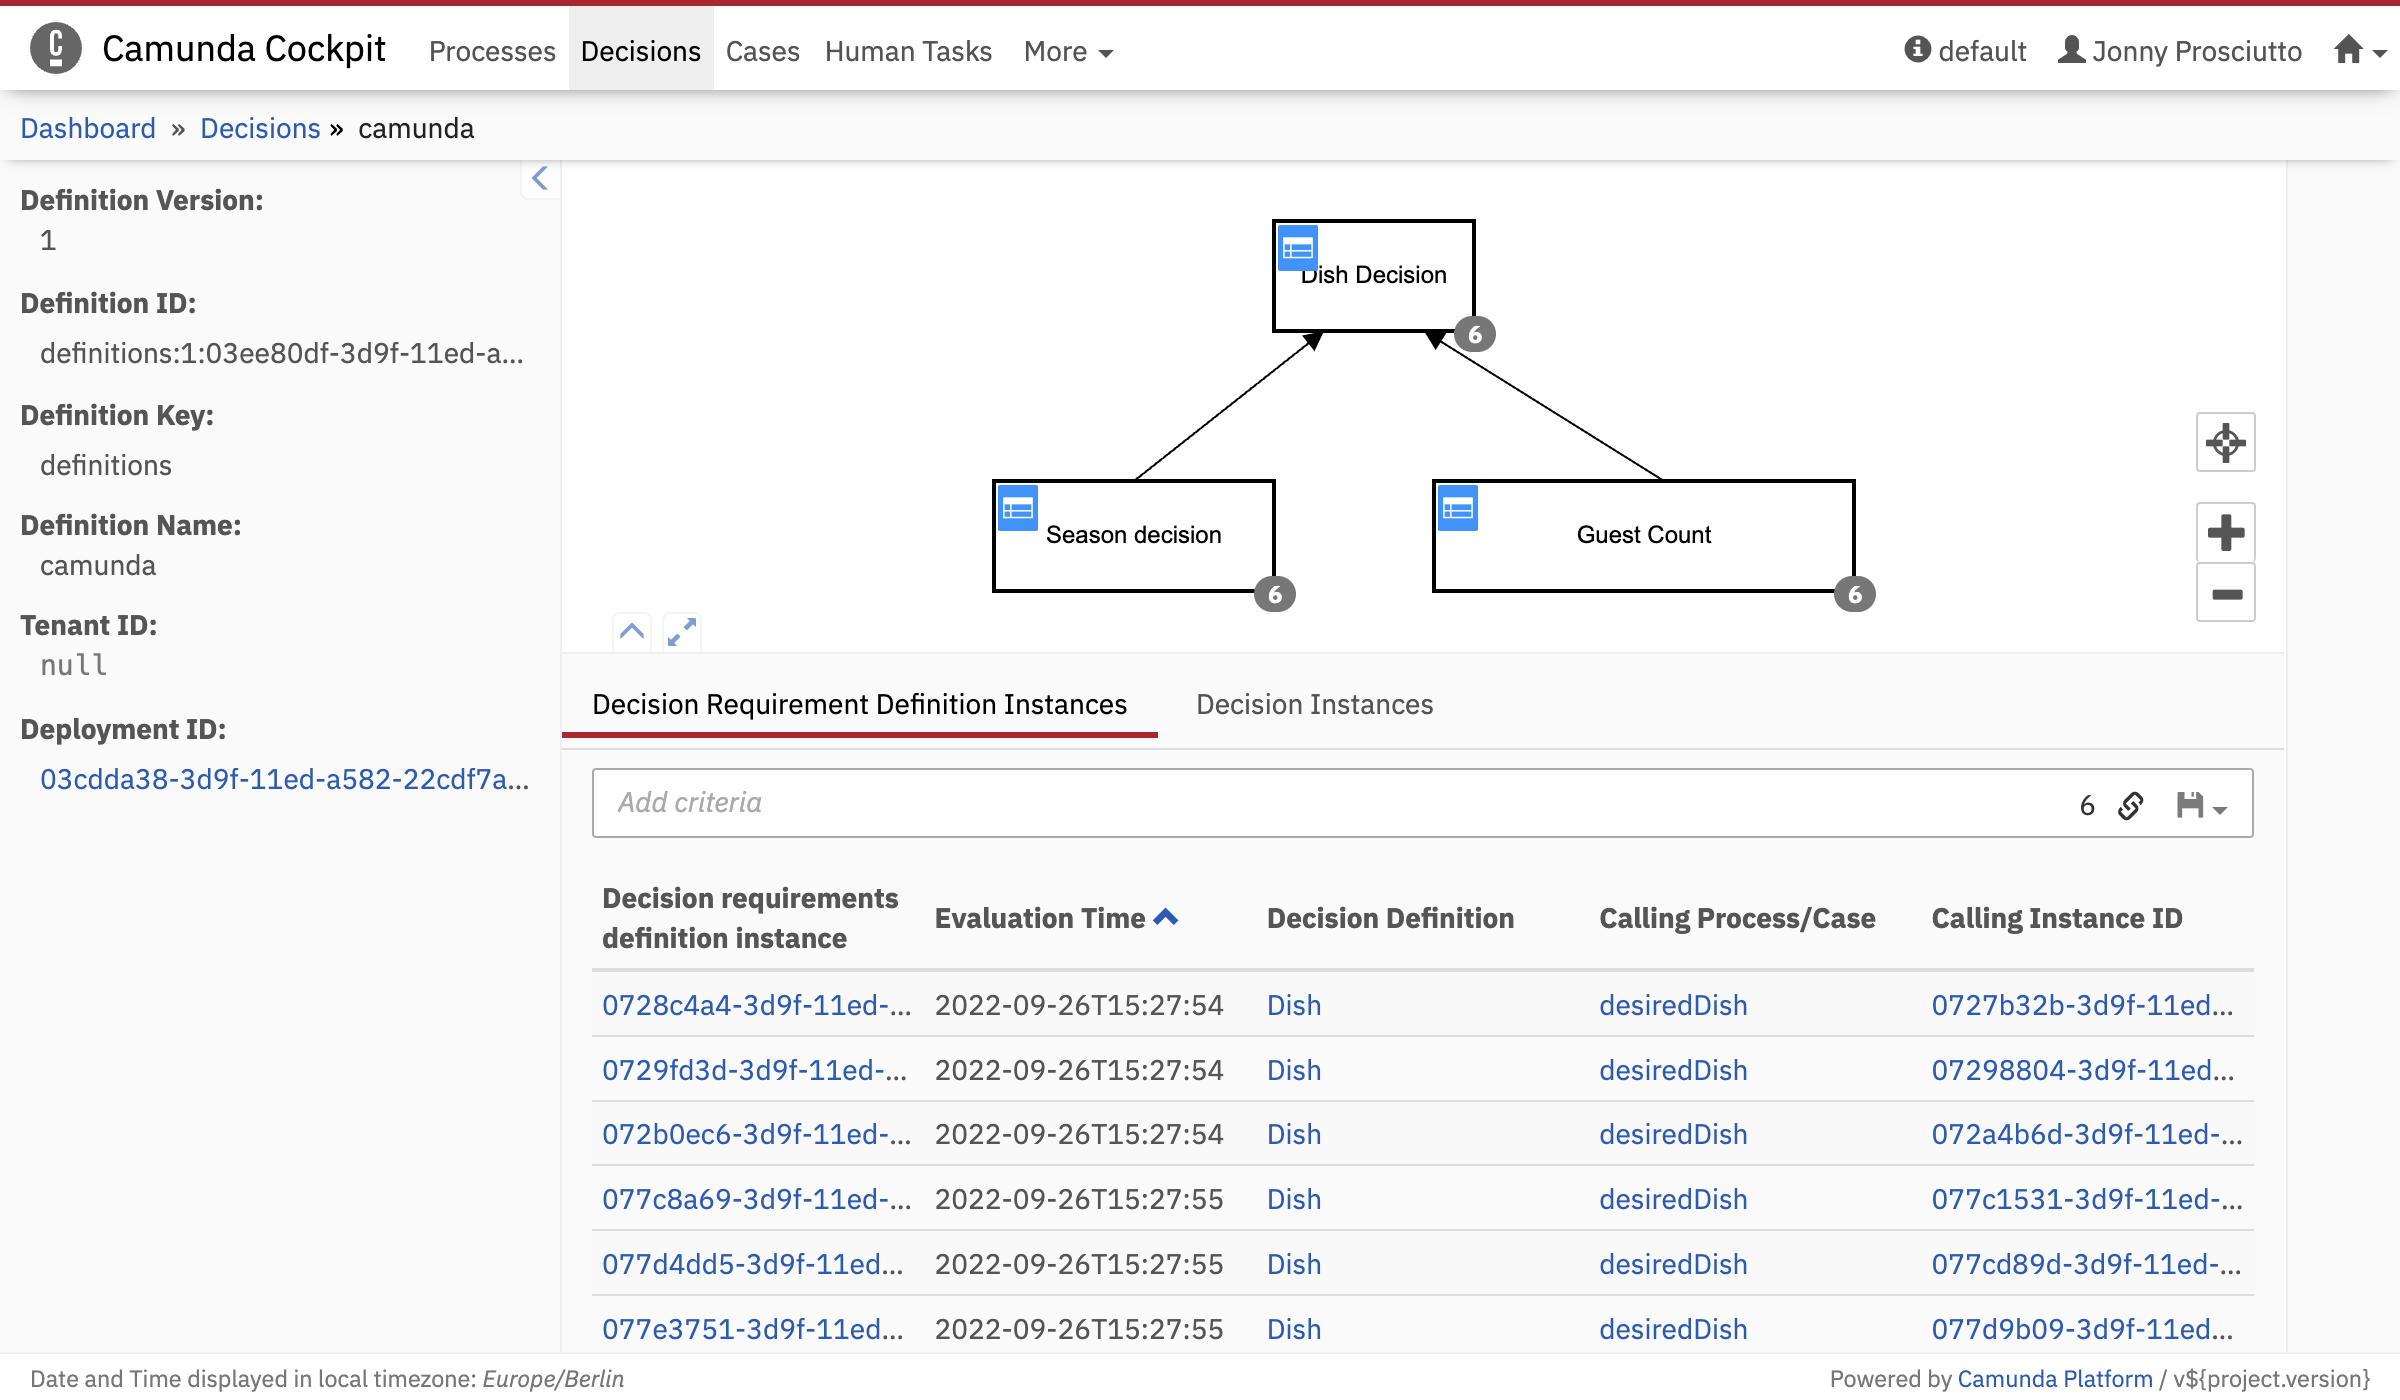 Camunda Cockpit Processes Decisions Cases Human Tasks More default Jonny Prosciutto
Dashboard » Decisions » camunda
Definition Version:
1
Definition ID:
definitions:1:03ee80df-3d9f-11ed-a...
Definition Key:
definitions
Definition Name:
camunda
Tenant ID:
null
Deployment ID:
03cdda38-3d9f-11ed-a582-22cdf7a...
Dish Decision
6
Season decision
6
Guest Count
6
Decision Requirement Definition Instances Decision Instances
Add criteria 6
Decision requirements definition instance Evaluation Time Decision Definition Calling Process/Case Calling Instance ID
0728c4a4-3d9f-11ed-... 2022-09-26T15:27:54 Dish desiredDish 0727b32b-3d9f-11ed...
0729fd3d-3d9f-11ed-... 2022-09-26T15:27:54 Dish desiredDish 07298804-3d9f-11ed...
072b0ec6-3d9f-11ed-... 2022-09-26T15:27:54 Dish desiredDish 072a4b6d-3d9f-11ed-...
077c8a69-3d9f-11ed-... 2022-09-26T15:27:55 Dish desiredDish 077c1531-3d9f-11ed-...
077d4dd5-3d9f-11ed... 2022-09-26T15:27:55 Dish desiredDish 077cd89d-3d9f-11ed-...
077e3751-3d9f-11ed... 2022-09-26T15:27:55 Dish desiredDish 077d9b09-3d9f-11ed...
Date and Time displayed in local timezone: Europe/Berlin Powered by Camunda Platform / v${project.version}